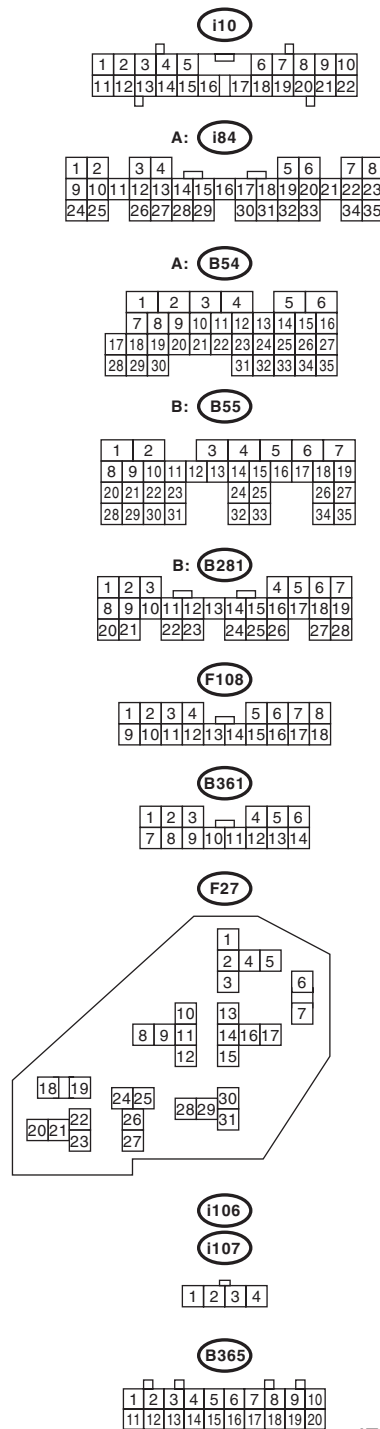 i10
1 2 3 4 5 6 7 8 9 10
11 12 13 14 15 16 17 18 19 20 21 22
A: i84
1 2 3 4 5 6 7 8
9 10 11 12 13 14 15 16 17 18 19 20 21 22 23
24 25 26 27 28 29 30 31 32 33 34 35
A: B54
1 2 3 4 5 6
7 8 9 10 11 12 13 14 15 16
17 18 19 20 21 22 23 24 25 26 27
28 29 30 31 32 33 34 35
B: B55
1 2 3 4 5 6 7
8 9 10 11 12 13 14 15 16 17 18 19
20 21 22 23 24 25 26 27
28 29 30 31 32 33 34 35
B: B281
1 2 3 4 5 6 7
8 9 10 11 12 13 14 15 16 17 18 19
20 21 22 23 24 25 26 27 28
F108
1 2 3 4 5 6 7 8
9 10 11 12 13 14 15 16 17 18
B361
1 2 3 4 5 6
7 8 9 10 11 12 13 14
F27
1
2 4 5
3 6
7
10 13
8 9 11 14 16 17
12 15
18 19
24 25 28 29 30
20 21 22 26 31
23 27
i106
i107
1 2 3 4
B365
1 2 3 4 5 6 7 8 9 10
11 12 13 14 15 16 17 18 19 20